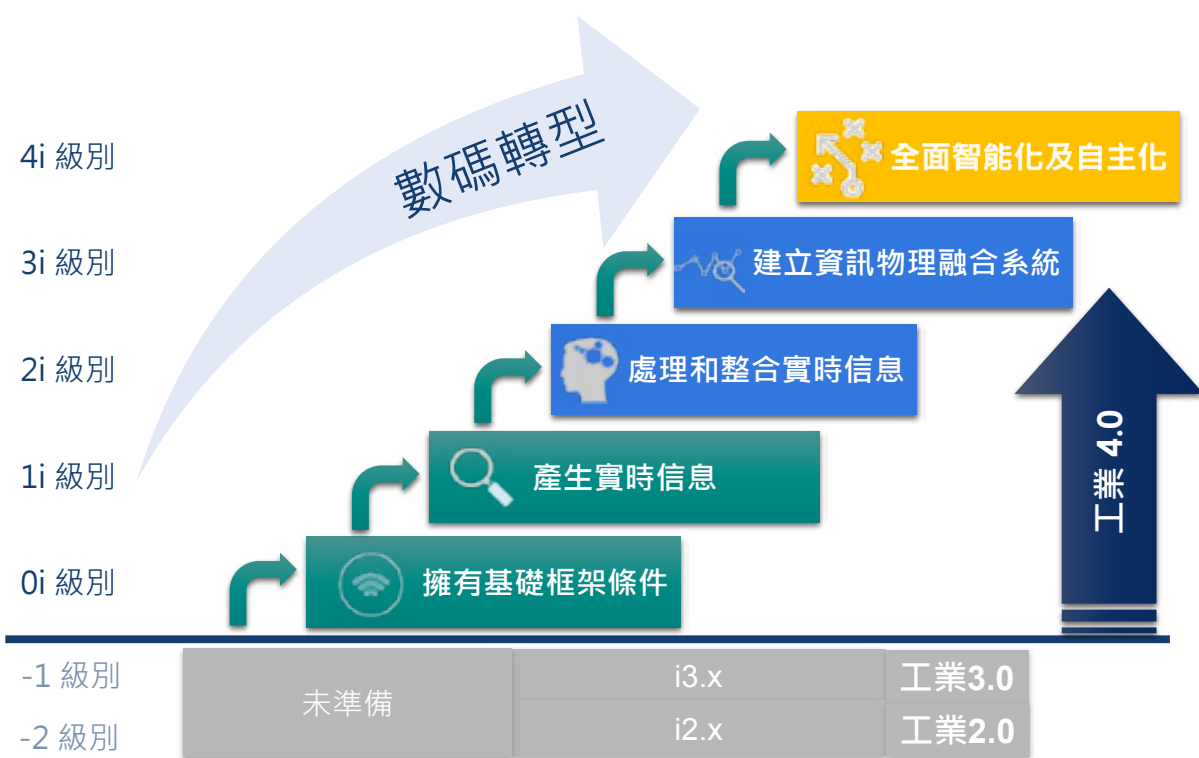 數碼轉型
4i 級別
全面智能化及自主化
3i 級別
建立資訊物理融合系統
2i 級別
處理和整合實時信息
1i 級別
產生實時信息
工業 4.0
0i 級別
擁有基礎框架條件
-1 級別
未準備
i3.x
工業3.0
-2 級別
i2.x
工業2.0